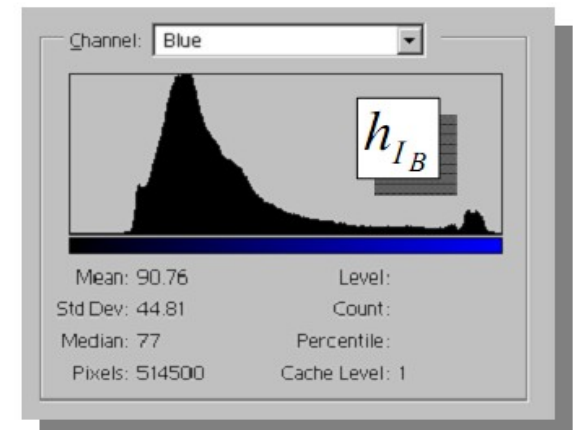 Channel: Blue
h_{I_B}
Mean: 90.76 Level:
Std Dev: 44.81 Count:
Median: 77 Percentile:
Pixels: 514500 Cache Level: 1